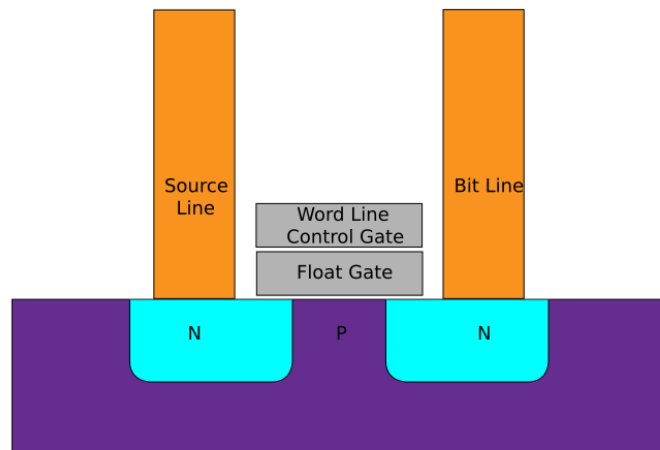 Source
Line
Bit Line
Word Line
Control Gate
Float Gate
N
P
N